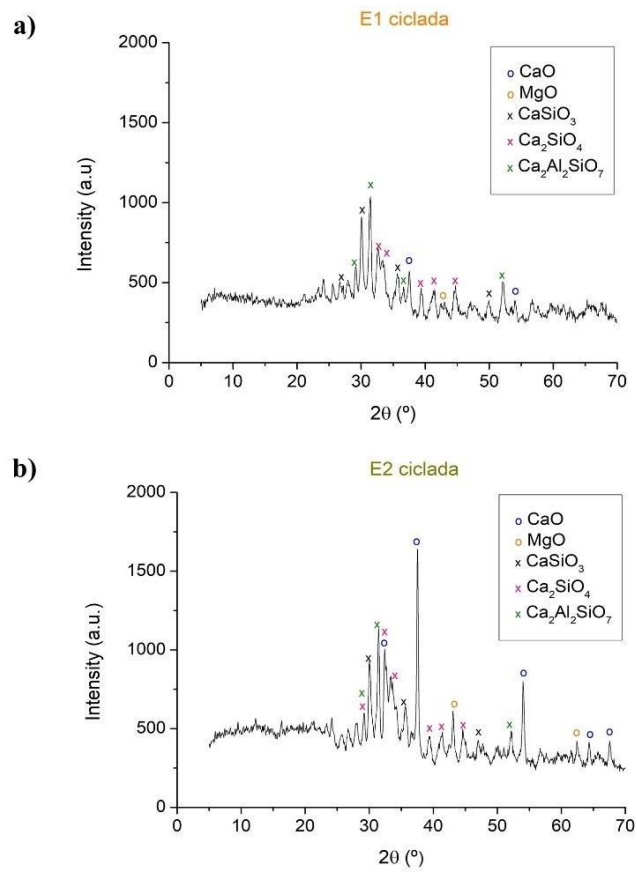 a)
E1 ciclada
2000
1500
1000
500
0
Intensity (a.u)
o CaO
o MgO
x CaSiO₃
x Ca₂SiO₄
x Ca₂Al₂SiO₇
0 10 20 30 40 50 60 70
2θ (º)
b)
E2 ciclada
2000
1500
1000
500
0
Intensity (a.u.)
o CaO
o MgO
x CaSiO₃
x Ca₂SiO₄
x Ca₂Al₂SiO₇
0 10 20 30 40 50 60 70
2θ (º)